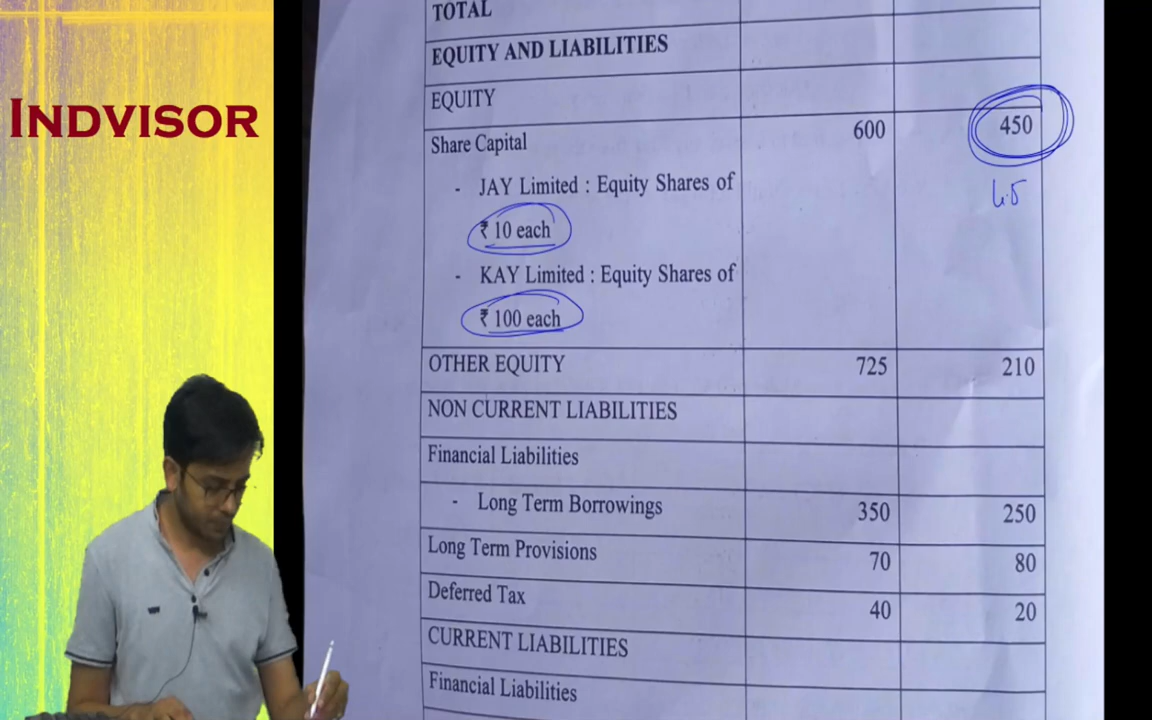 INDVISOR
TOTAL
EQUITY AND LIABILITIES
EQUITY
Share Capital 600 450
- JAY Limited : Equity Shares of
₹ 10 each
4.5
- KAY Limited : Equity Shares of
₹ 100 each
OTHER EQUITY 725 210
NON CURRENT LIABILITIES
Financial Liabilities
- Long Term Borrowings 350 250
Long Term Provisions 70 80
Deferred Tax 40 20
CURRENT LIABILITIES
Financial Liabilities